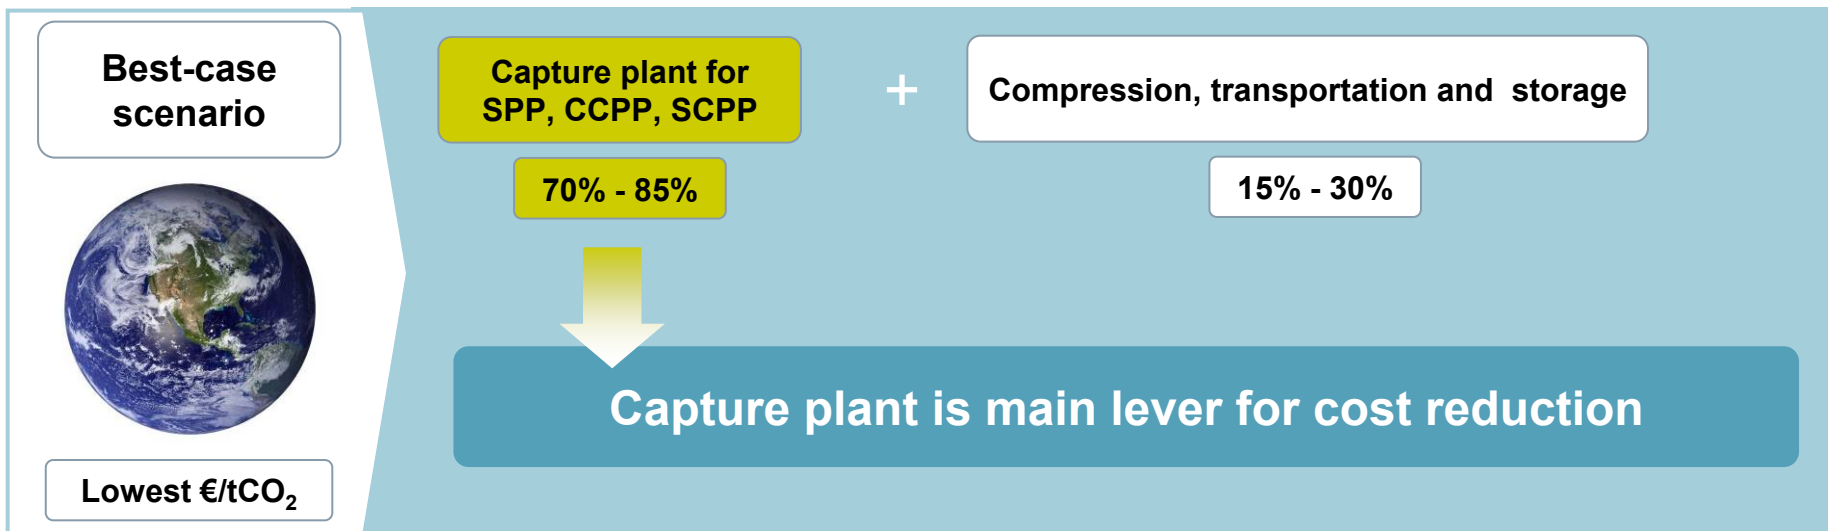 Best-case
scenario
Lowest €/tCO₂
Capture plant for
SPP, CCPP, SCPP
70% - 85%
+
Compression, transportation and storage
15% - 30%
Capture plant is main lever for cost reduction